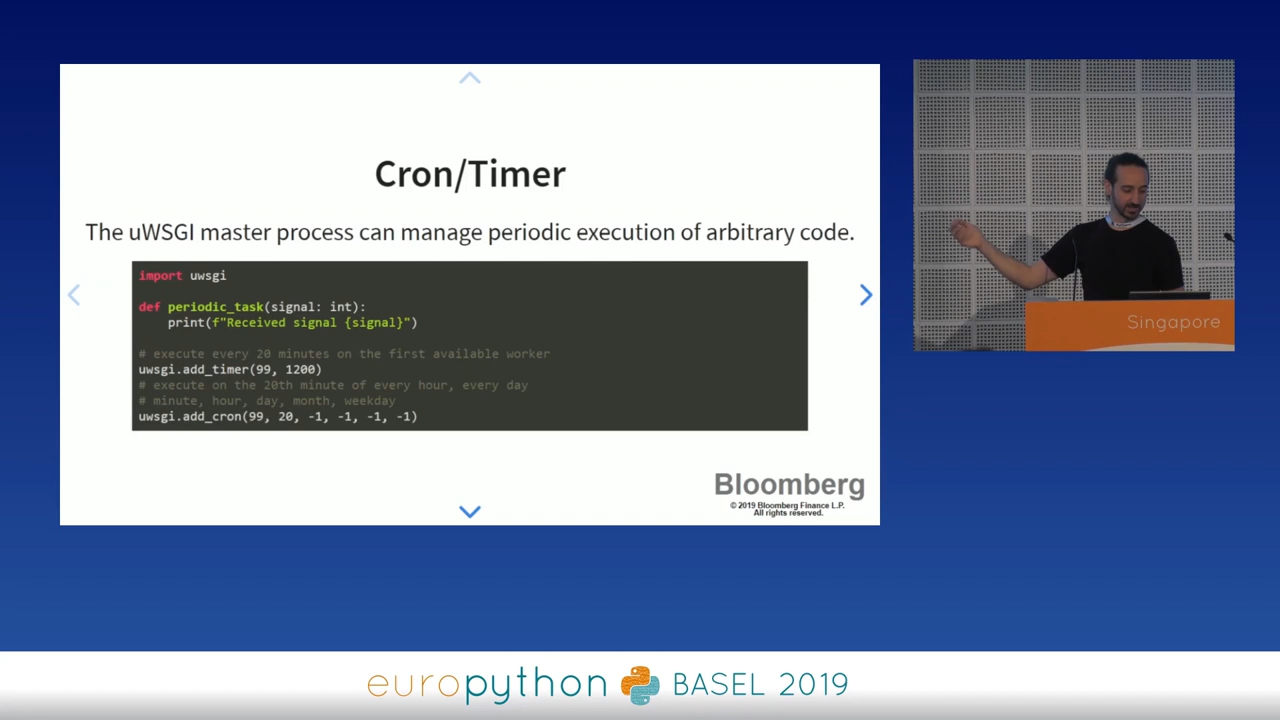 Cron/Timer
The uWSGI master process can manage periodic execution of arbitrary code.
import uwsgi
def periodic_task(signal: int):
    print(f"Received signal {signal}")
# execute every 20 minutes on the first available worker
uwsgi.add_timer(99, 1200)
# execute on the 20th minute of every hour, every day
# minute, hour, day, month, weekday
uwsgi.add_cron(99, 20, -1, -1, -1, -1)
Bloomberg
© 2019 Bloomberg Finance L.P.
All rights reserved.
Singapore
europython BASEL 2019